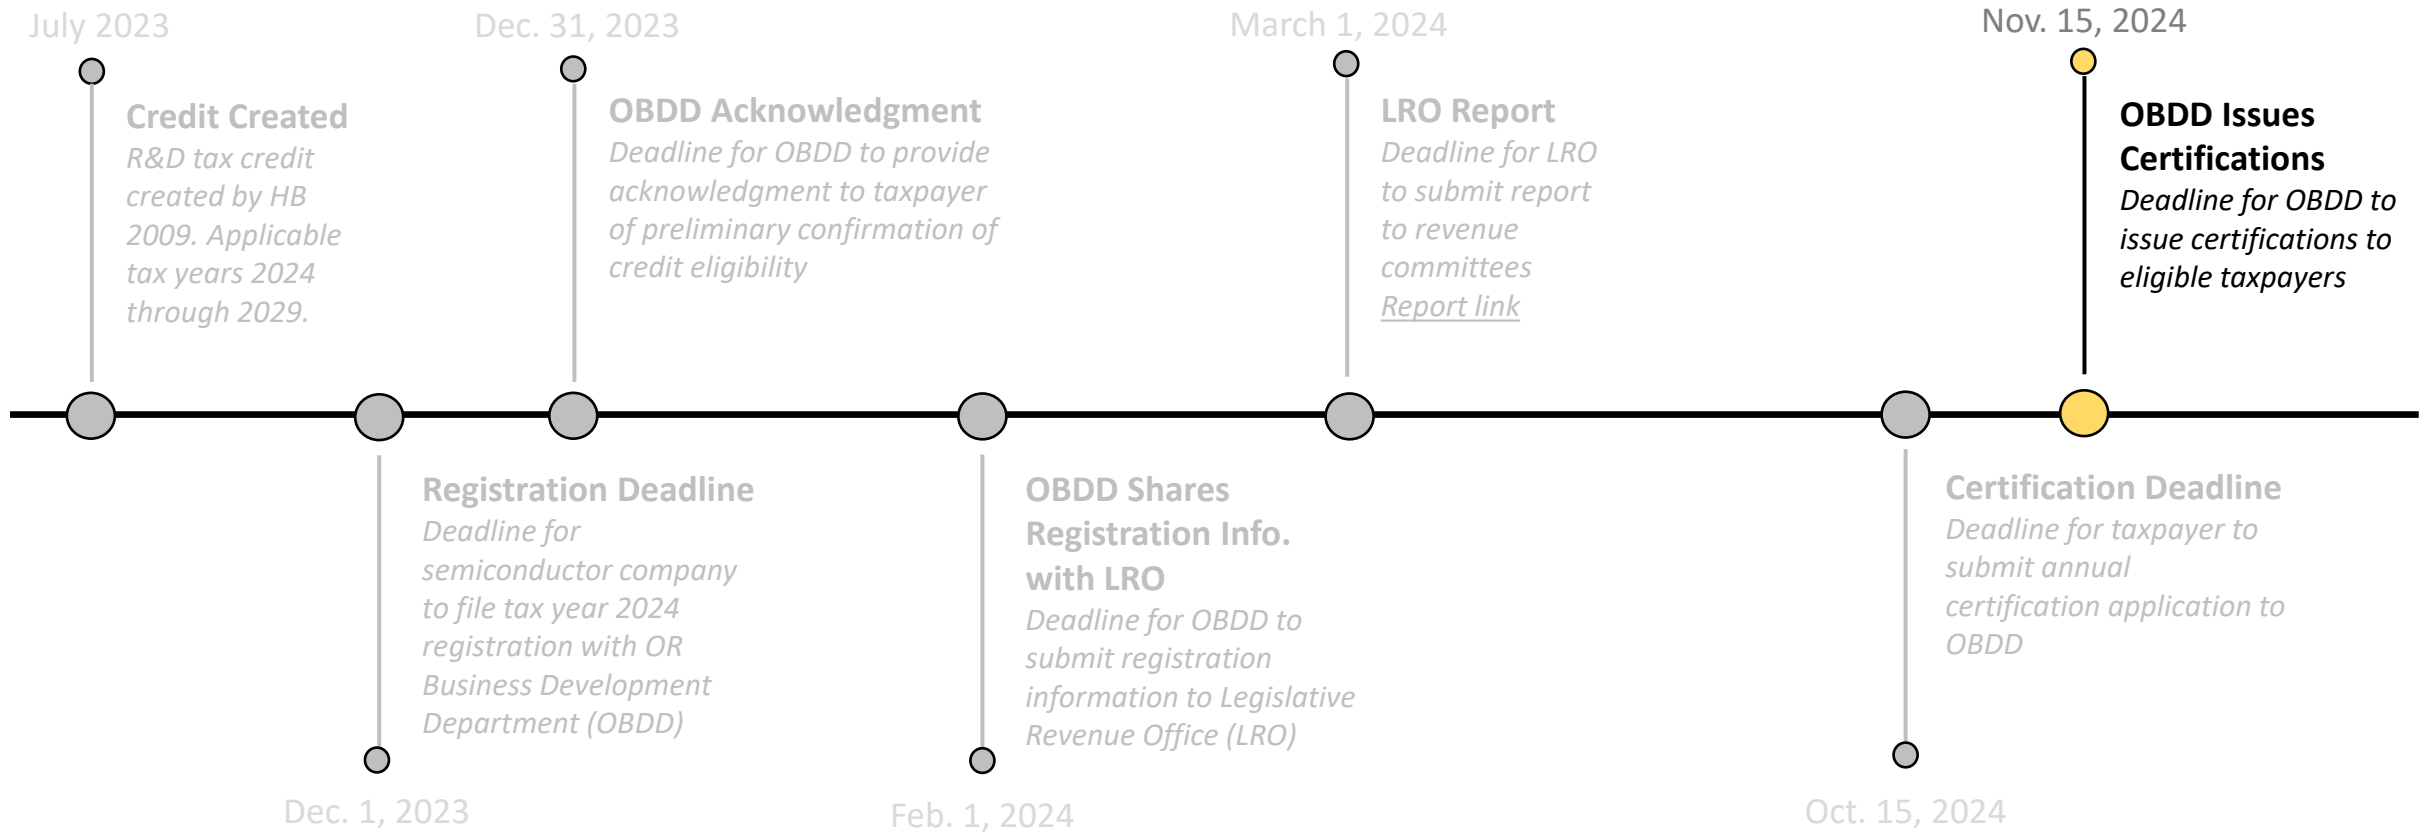 July 2023
Credit Created
R&D tax credit
created by HB
2009. Applicable
tax years 2024
through 2029.
Dec. 31, 2023
OBDD Acknowledgment
Deadline for OBDD to provide
acknowledgment to taxpayer
of preliminary confirmation of
credit eligibility
March 1, 2024
LRO Report
Deadline for LRO
to submit report
to revenue
committees
Report link
Nov. 15, 2024
OBDD Issues
Certifications
Deadline for OBDD to
issue certifications to
eligible taxpayers
Registration Deadline
Deadline for
semiconductor company
to file tax year 2024
registration with OR
Business Development
Department (OBDD)
Dec. 1, 2023
OBDD Shares
Registration Info.
with LRO
Deadline for OBDD to
submit registration
information to Legislative
Revenue Office (LRO)
Feb. 1, 2024
Certification Deadline
Deadline for taxpayer to
submit annual
certification application to
OBDD
Oct. 15, 2024